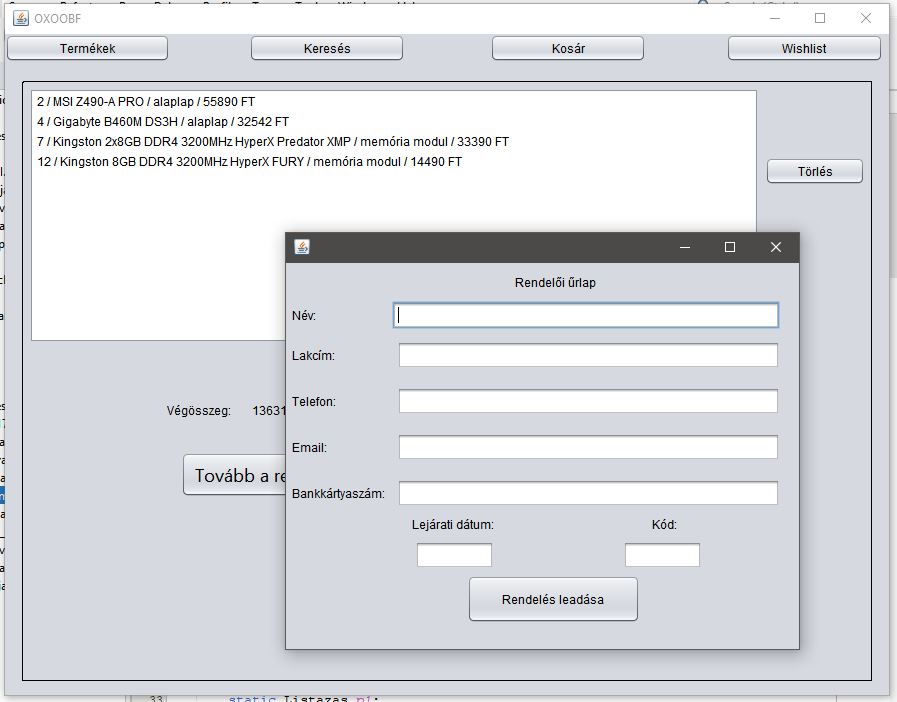 OXOOBF
Termékek
Keresés
Kosár
Wishlist
2 / MSI Z490-A PRO / alaplap / 55890 FT
4 / Gigabyte B460M DS3H / alaplap / 32542 FT
7 / Kingston 2x8GB DDR4 3200MHz HyperX Predator XMP / memória modul / 33390 FT
12 / Kingston 8GB DDR4 3200MHz HyperX FURY / memória modul / 14490 FT
Törlés
Végösszeg: 13631
Tovább a re
Rendelői űrlap
Név:
Lakcím:
Telefon:
Email:
Bankkártyaszám:
Lejárati dátum:
Kód:
Rendelés leadása
33 static Listazas pl;